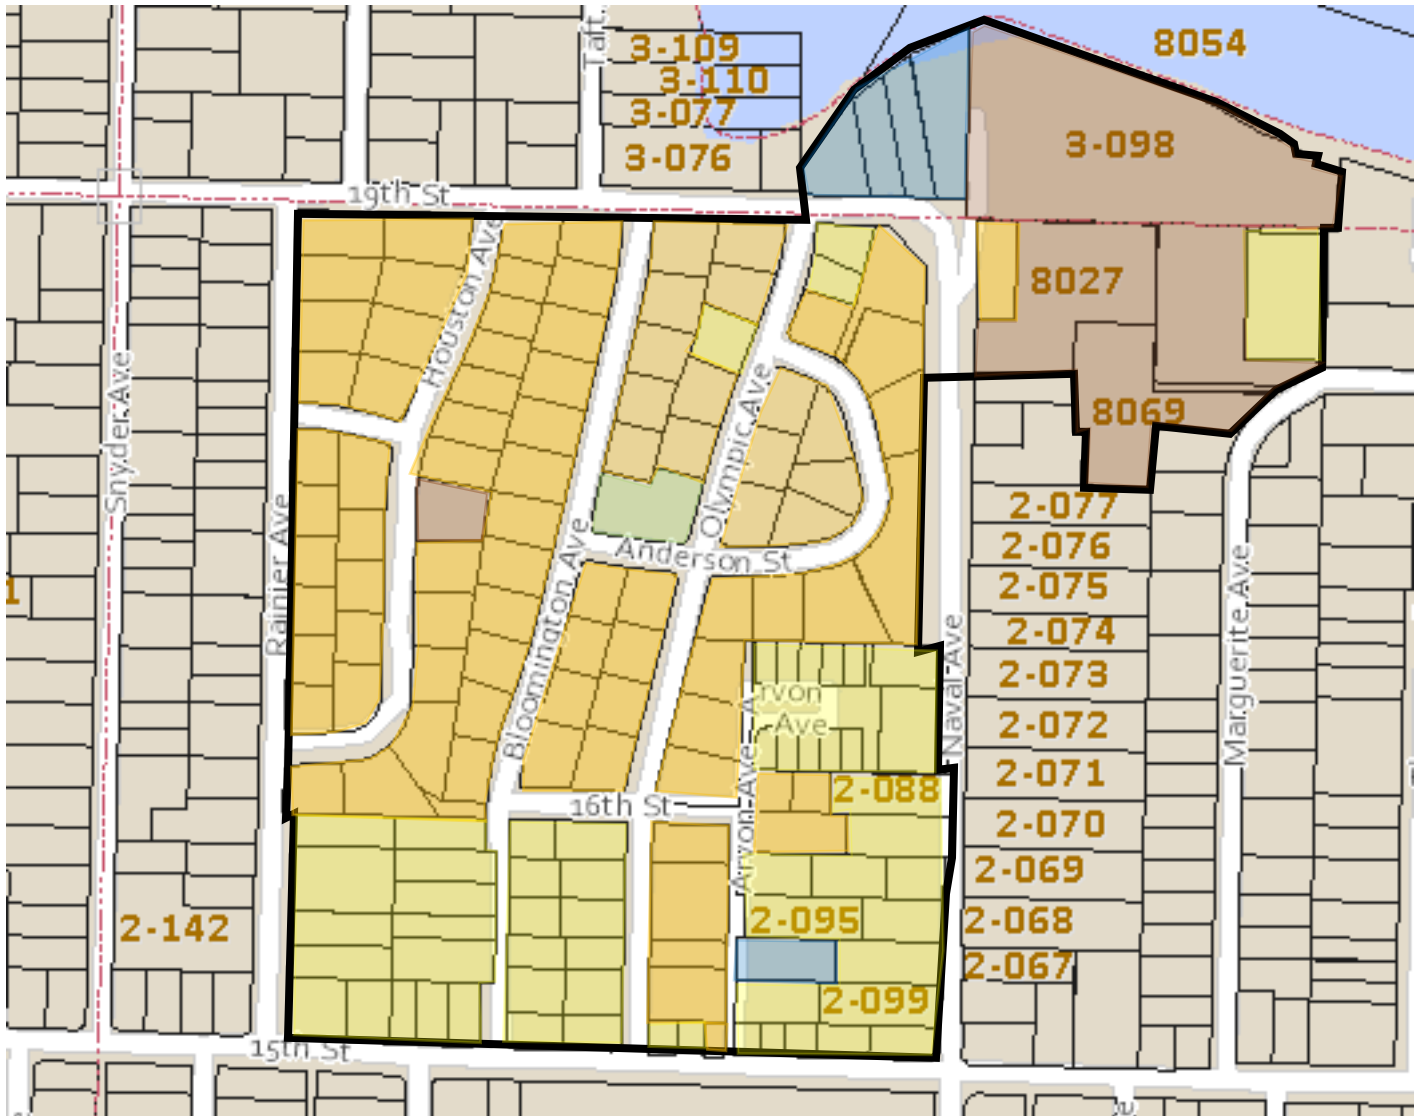 Taft.
3-109
3-110
3-077
3-076
8054
3-098
19th St
Houston Ave
8027
Snyder Ave
Olympic Ave
8069
Rainier Ave
2-077
2-076
2-075
2-074
2-073
2-072
2-071
2-070
2-069
2-068
2-067
1
Anderson St
Bloomington Ave
Naval Ave
Marguerite Ave
Arvon
Ave
2-088
16th St
Arvon Ave
2-095
2-142
2-099
15th St